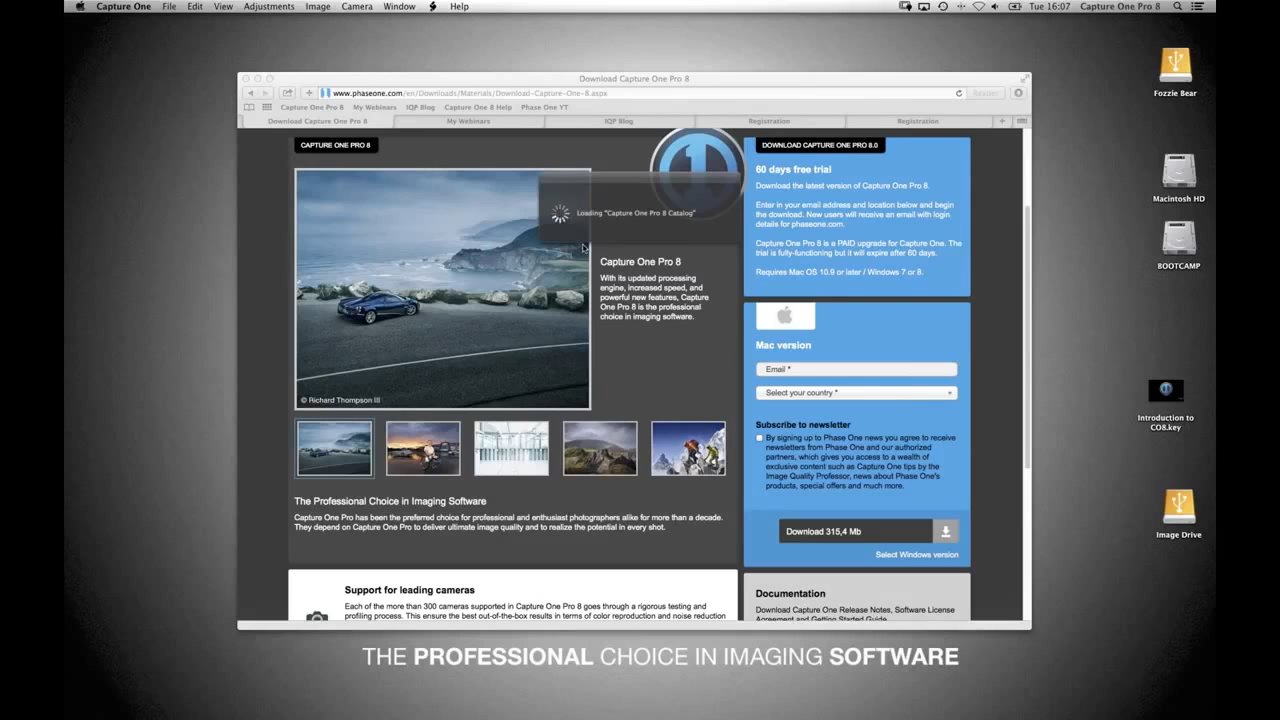 Capture One File Edit View Adjustments Image Camera Window Help
Tue 16:07 Capture One Pro 8
Download Capture One Pro 8
www.phaseone.com/en/Downloads/Materials/Download-Capture-One-8.aspx
Reader
Capture One Pro 8 My Webinars IQP Blog Capture One 8 Help Phase One YT
Download Capture One Pro 8 My Webinars IQP Blog Registration Registration
CAPTURE ONE PRO 8
Loading "Capture One Pro 8 Catalog"
© Richard Thompson III
Capture One Pro 8
With its updated processing
engine, increased speed, and
powerful new features, Capture
One Pro 8 is the professional
choice in imaging software.
The Professional Choice in Imaging Software
Capture One Pro has been the preferred choice for professional and enthusiast photographers alike for more than a decade.
They depend on Capture One Pro to deliver ultimate image quality and to realize the potential in every shot.
Support for leading cameras
Each of the more than 300 cameras supported in Capture One Pro 8 goes through a rigorous testing and
profiling process. This ensure the best out-of-the-box results in terms of color reproduction and noise reduction
DOWNLOAD CAPTURE ONE PRO 8.0
60 days free trial
Download the latest version of Capture One Pro 8.
Enter in your email address and location below and begin
the download. New users will receive an email with login
details for phaseone.com.
Capture One Pro 8 is a PAID upgrade for Capture One. The
trial is fully-functioning but it will expire after 60 days.
Requires Mac OS 10.9 or later / Windows 7 or 8.
Mac version
Email *
Select your country *
Subscribe to newsletter
By signing up to Phase One news you agree to receive
newsletters from Phase One and our authorized
partners, which gives you access to a wealth of
exclusive content such as Capture One tips by the
Image Quality Professor, news about Phase One's
products, special offers and much more.
Download 315,4 Mb
Select Windows version
Documentation
Download Capture One Release Notes, Software License
Agreement and Getting Started Guide
Fozzie Bear
Macintosh HD
BOOTCAMP
Introduction to
CO8.key
Image Drive
THE PROFESSIONAL CHOICE IN IMAGING SOFTWARE